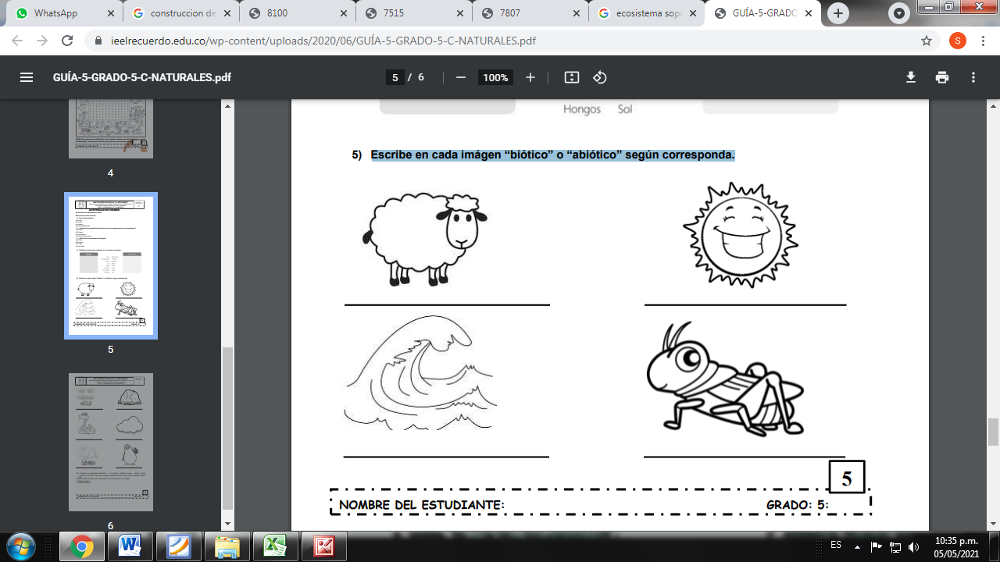 WhatsApp
construccion de
8100
7515
7807
ecosistema sopa
GUÍA-5-GRADO
ieelrecuerdo.edu.co/wp-content/uploads/2020/06/GUÍA-5-GRADO-5-C-NATURALES.pdf
S
GUÍA-5-GRADO-5-C-NATURALES.pdf
5 / 6
100%
4
5
6
Hongos Sol
5) Escribe en cada imágen “biótico” o “abiótico” según corresponda.
5
NOMBRE DEL ESTUDIANTE: GRADO: 5:
ES
10:35 p.m.
05/05/2021